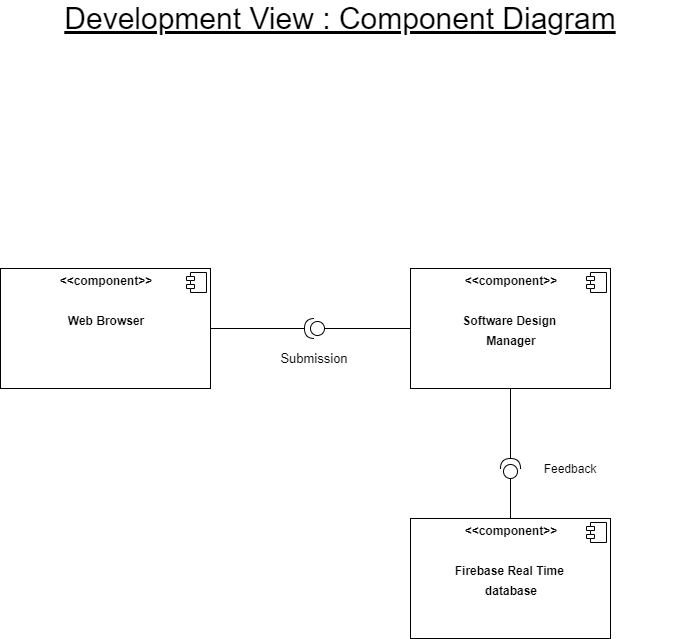 Development View : Component Diagram
<<component>>
Web Browser
Submission
<<component>>
Software Design
Manager
Feedback
<<component>>
Firebase Real Time
database